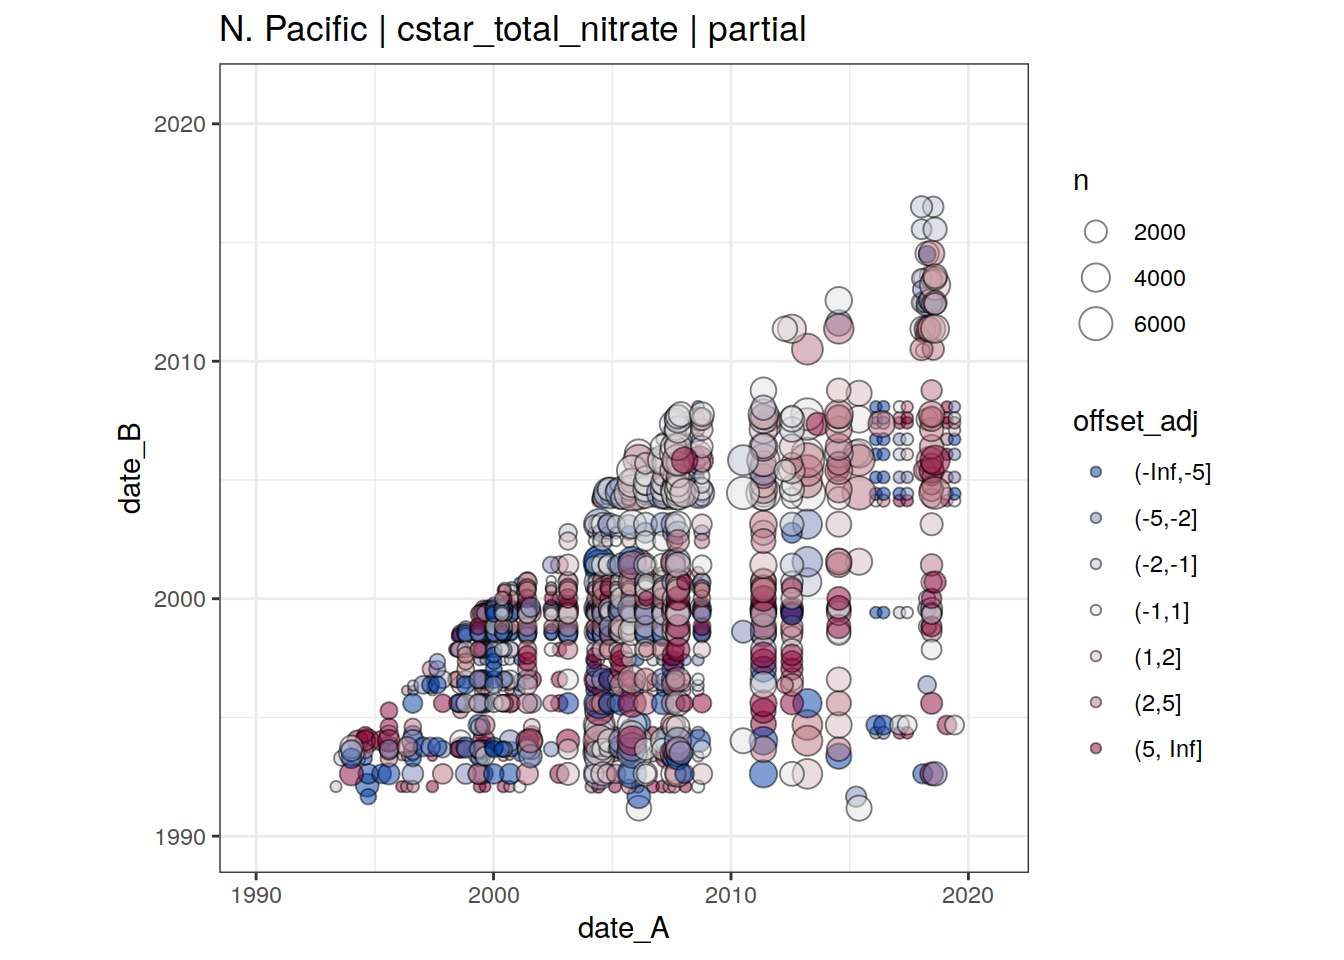 N. Pacific | cstar_total_nitrate | partial
date_B
2020
2010
2000
1990
1990
2000
2010
2020
date_A
n
2000
4000
6000
offset_adj
(-Inf,-5]
(-5,-2]
(-2,-1]
(-1,1]
(1,2]
(2,5]
(5, Inf]